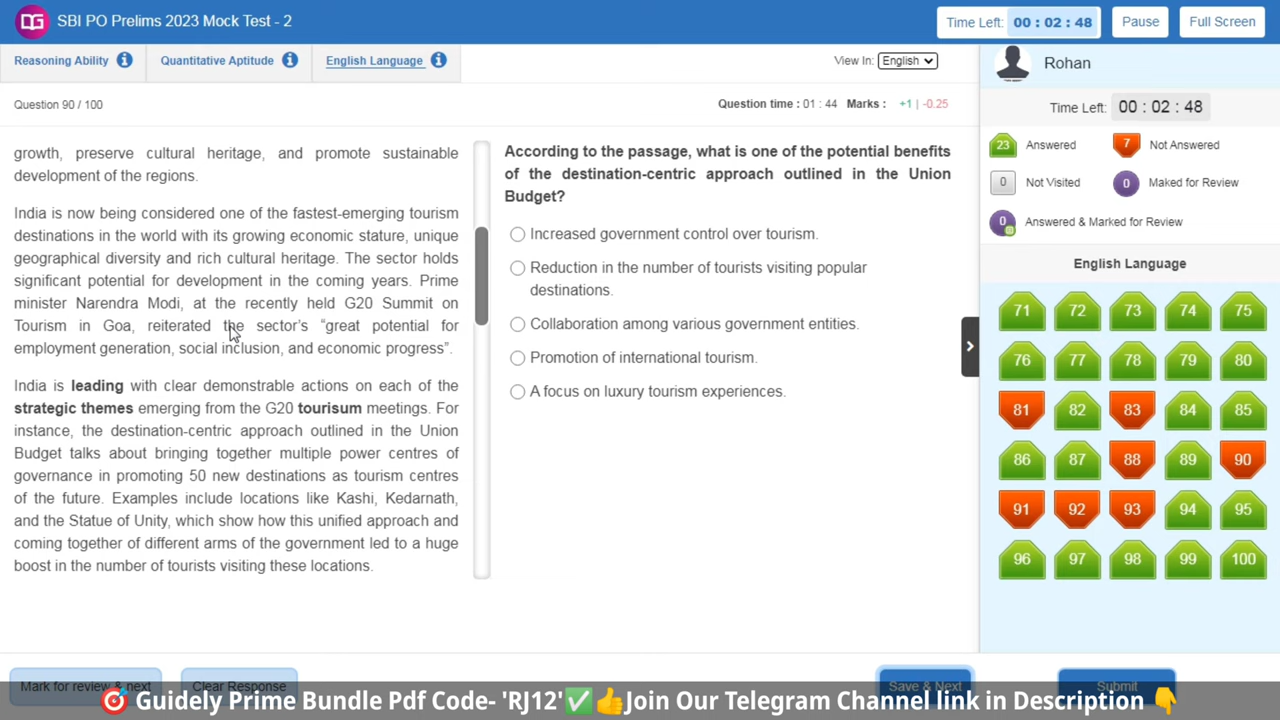 SBI PO Prelims 2023 Mock Test - 2
Time Left: 00 : 02 : 48
Pause
Full Screen
Reasoning Ability
Quantitative Aptitude
English Language
View In: English
Rohan
Question 90 / 100
Question time : 01 : 44 Marks : +1 | -0.25
Time Left: 00 : 02 : 48
growth, preserve cultural heritage, and promote sustainable
development of the regions.
India is now being considered one of the fastest-emerging tourism
destinations in the world with its growing economic stature, unique
geographical diversity and rich cultural heritage. The sector holds
significant potential for development in the coming years. Prime
minister Narendra Modi, at the recently held G20 Summit on
Tourism in Goa, reiterated the sector's “great potential for
employment generation, social inclusion, and economic progress”.
India is leading with clear demonstrable actions on each of the
strategic themes emerging from the G20 tourisum meetings. For
instance, the destination-centric approach outlined in the Union
Budget talks about bringing together multiple power centres of
governance in promoting 50 new destinations as tourism centres
of the future. Examples include locations like Kashi, Kedarnath,
and the Statue of Unity, which show how this unified approach and
coming together of different arms of the government led to a huge
boost in the number of tourists visiting these locations.
According to the passage, what is one of the potential benefits
of the destination-centric approach outlined in the Union
Budget?
Increased government control over tourism.
Reduction in the number of tourists visiting popular
destinations.
Collaboration among various government entities.
Promotion of international tourism.
A focus on luxury tourism experiences.
23 Answered
7 Not Answered
0 Not Visited
0 Maked for Review
0 Answered & Marked for Review
English Language
71 72 73 74 75
76 77 78 79 80
81 82 83 84 85
86 87 88 89 90
91 92 93 94 95
96 97 98 99 100
Mark for review & next
Clear Response
Save & Next
Submit
🎯 Guidely Prime Bundle Pdf Code- 'RJ12'✅👍Join Our Telegram Channel link in Description 👇